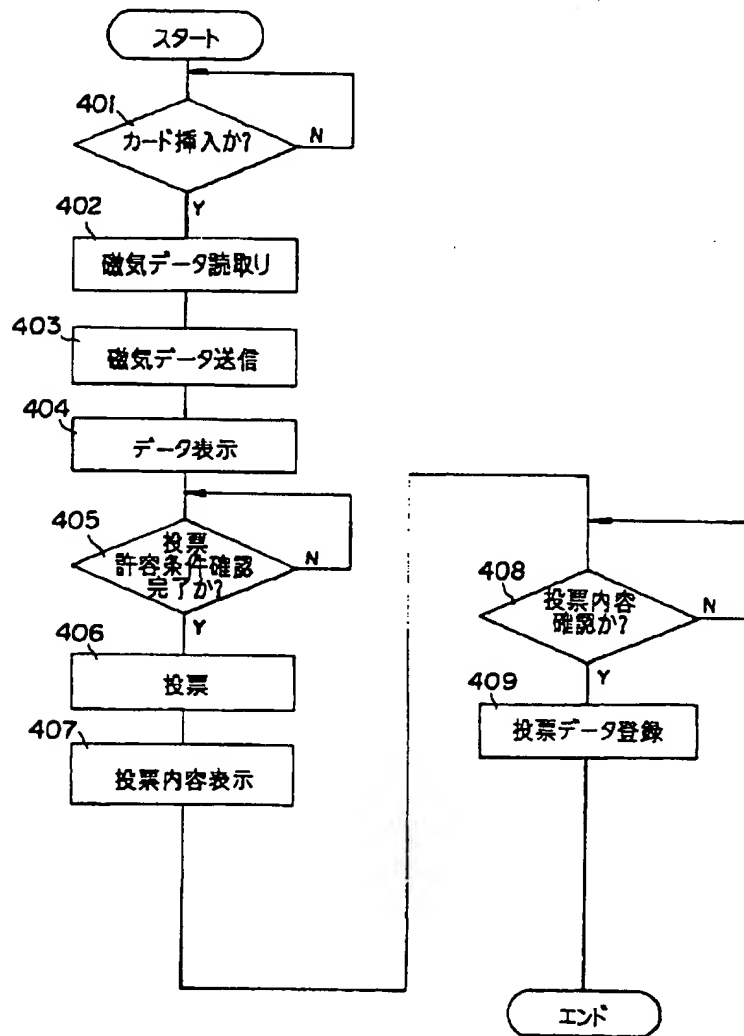 スタート
401
カード挿入か?
N
Y
402
磁気データ読取り
403
磁気データ送信
404
データ表示
405
投票
許容条件確認
完了か?
N
Y
406
投票
407
投票内容表示
408
投票内容
確認か?
N
Y
409
投票データ登録
エンド